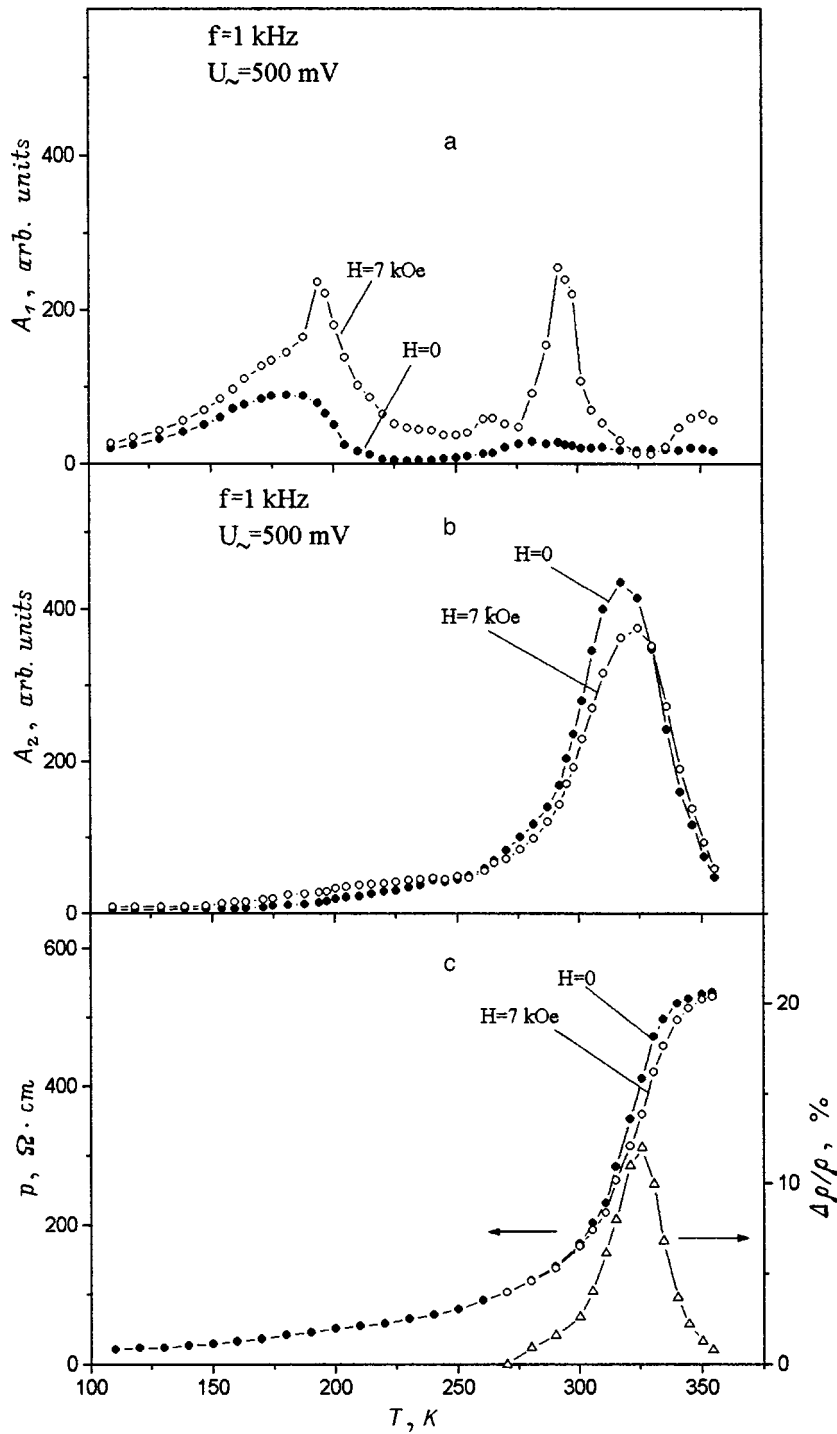 f=1 kHz
U~=500 mV
a
400
200
0
A₁, arb. units
H=7 kOe
H=0
f=1 kHz
U~=500 mV
b
400
200
0
A₂, arb. units
H=0
H=7 kOe
c
600
400
200
0
p, Ω·cm
H=0
H=7 kOe
20
10
0
Δρ/ρ, %
100 150 200 250 300 350
T, K